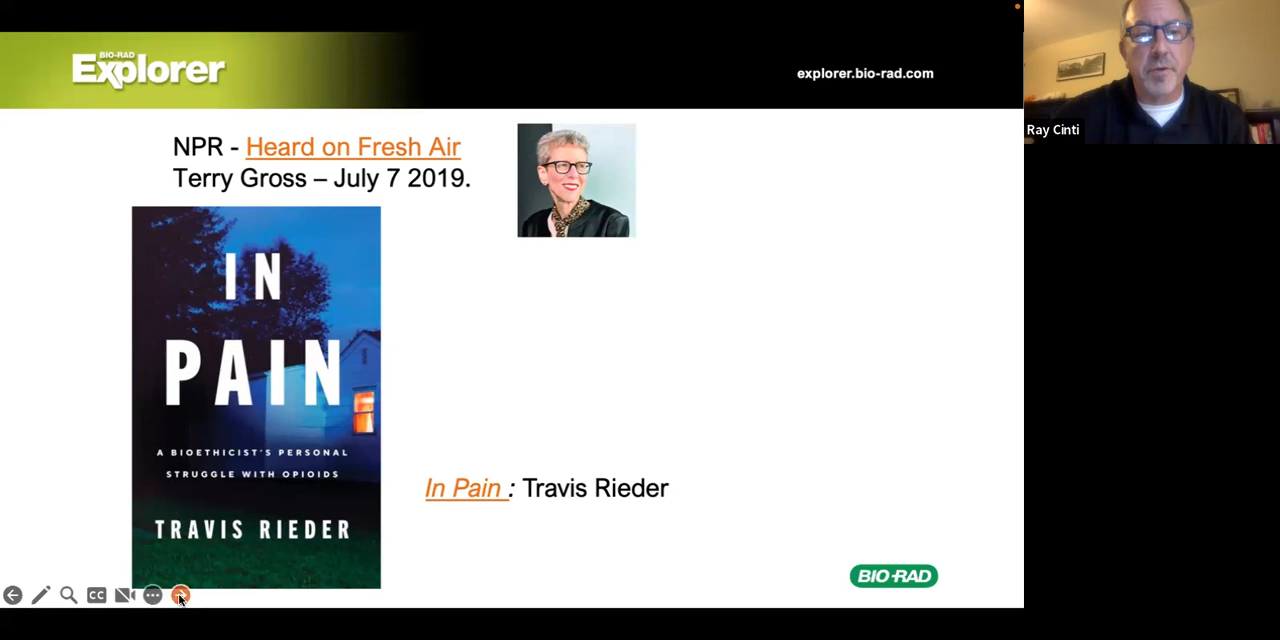 BIO-RAD
Explorer
explorer.bio-rad.com
Ray Cinti
NPR - Heard on Fresh Air
Terry Gross – July 7 2019.
IN
PAIN
A BIOETHICIST'S PERSONAL
STRUGGLE WITH OPIOIDS
TRAVIS RIEDER
In Pain : Travis Rieder
BIO-RAD
CC